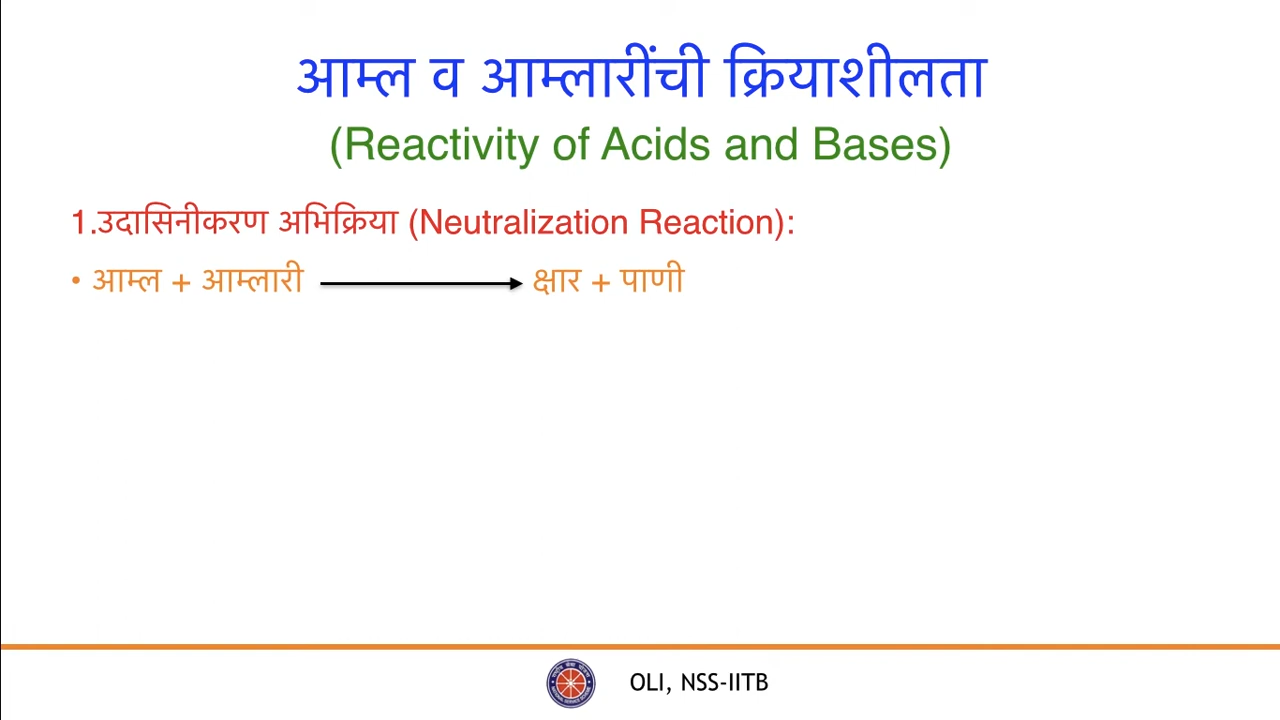 आम्ल व आम्लारींची क्रियाशीलता
(Reactivity of Acids and Bases)
1.उदासिनीकरण अभिक्रिया (Neutralization Reaction):
• आम्ल + आम्लारी ⟶ क्षार + पाणी
OLI, NSS-IITB